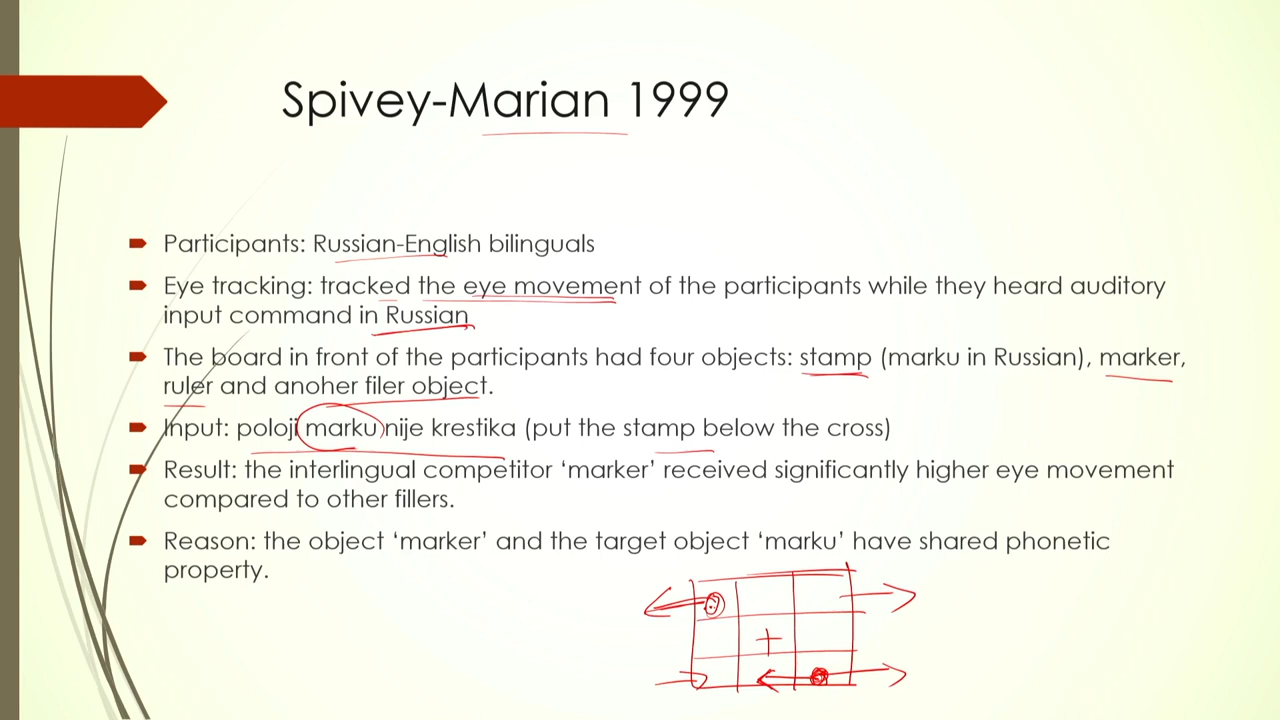 Spivey-Marian 1999
Participants: Russian-English bilinguals
Eye tracking: tracked the eye movement of the participants while they heard auditory
input command in Russian
The board in front of the participants had four objects: stamp (marku in Russian), marker,
ruler and anoher filer object.
Input: poloji marku nije krestika (put the stamp below the cross)
Result: the interlingual competitor ‘marker’ received significantly higher eye movement
compared to other fillers.
Reason: the object ‘marker’ and the target object ‘marku’ have shared phonetic
property.